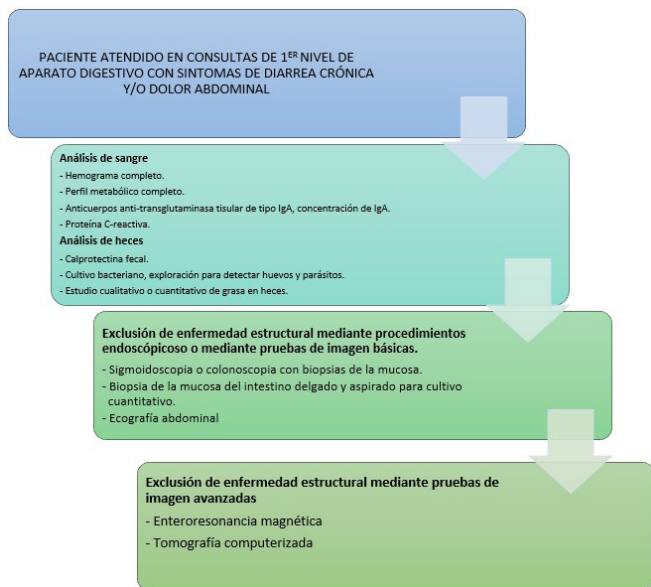 PACIENTE ATENDIDO EN CONSULTAS DE 1ER NIVEL DE
APARATO DIGESTIVO CON SINTOMAS DE DIARREA CRÓNICA
Y/O DOLOR ABDOMINAL
Análisis de sangre
- Hemograma completo.
- Perfil metabólico completo.
- Anticuerpos anti-transglutaminasa tisular de tipo IgA, concentración de IgA.
- Proteína C-reactiva.
Análisis de heces
- Calprotectina fecal.
- Cultivo bacteriano, exploración para detectar huevos y parásitos.
- Estudio cualitativo o cuantitativo de grasa en heces.
Exclusión de enfermedad estructural mediante procedimientos
endoscópicoso o mediante pruebas de imagen básicas.
- Sigmoidoscopia o colonoscopia con biopsias de la mucosa.
- Biopsia de la mucosa del intestino delgado y aspirado para cultivo
cuantitativo.
- Ecografía abdominal
Exclusión de enfermedad estructural mediante pruebas de
imagen avanzadas
- Enteroresonancia magnética
- Tomografía computerizada